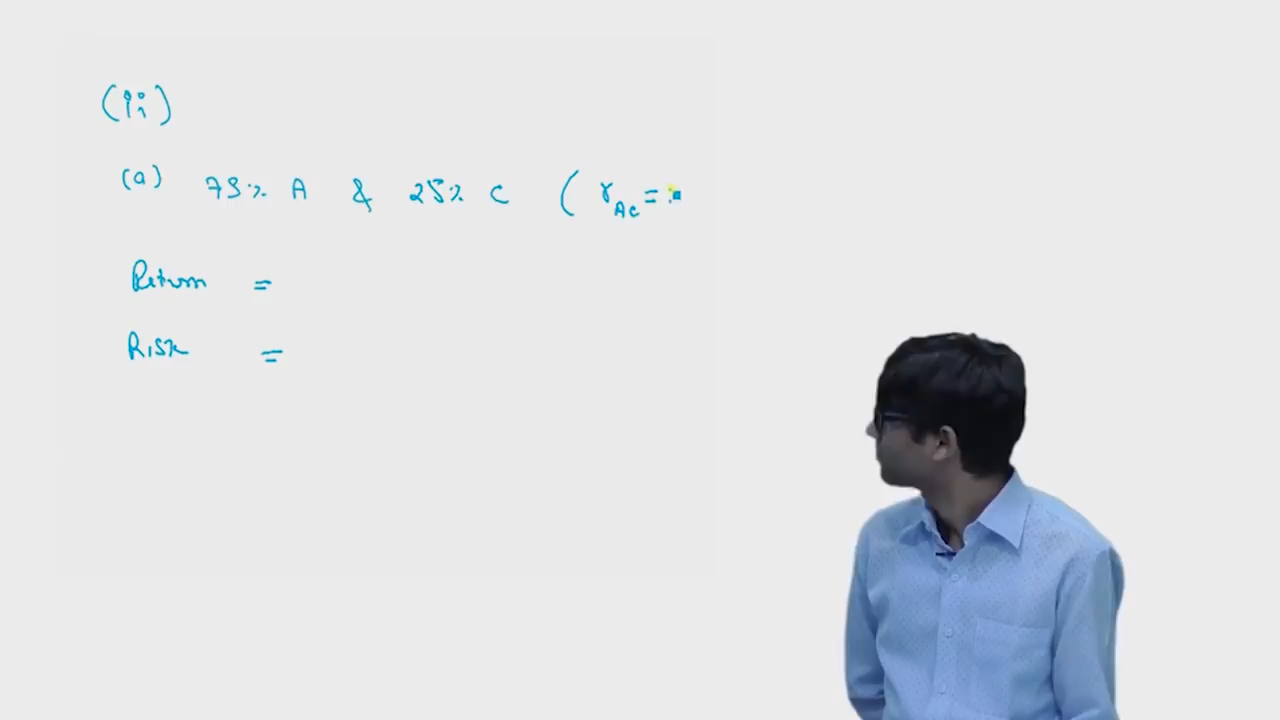 (ii)
(a) 75% A & 25% C ( r_AC =
Return =
Risk =